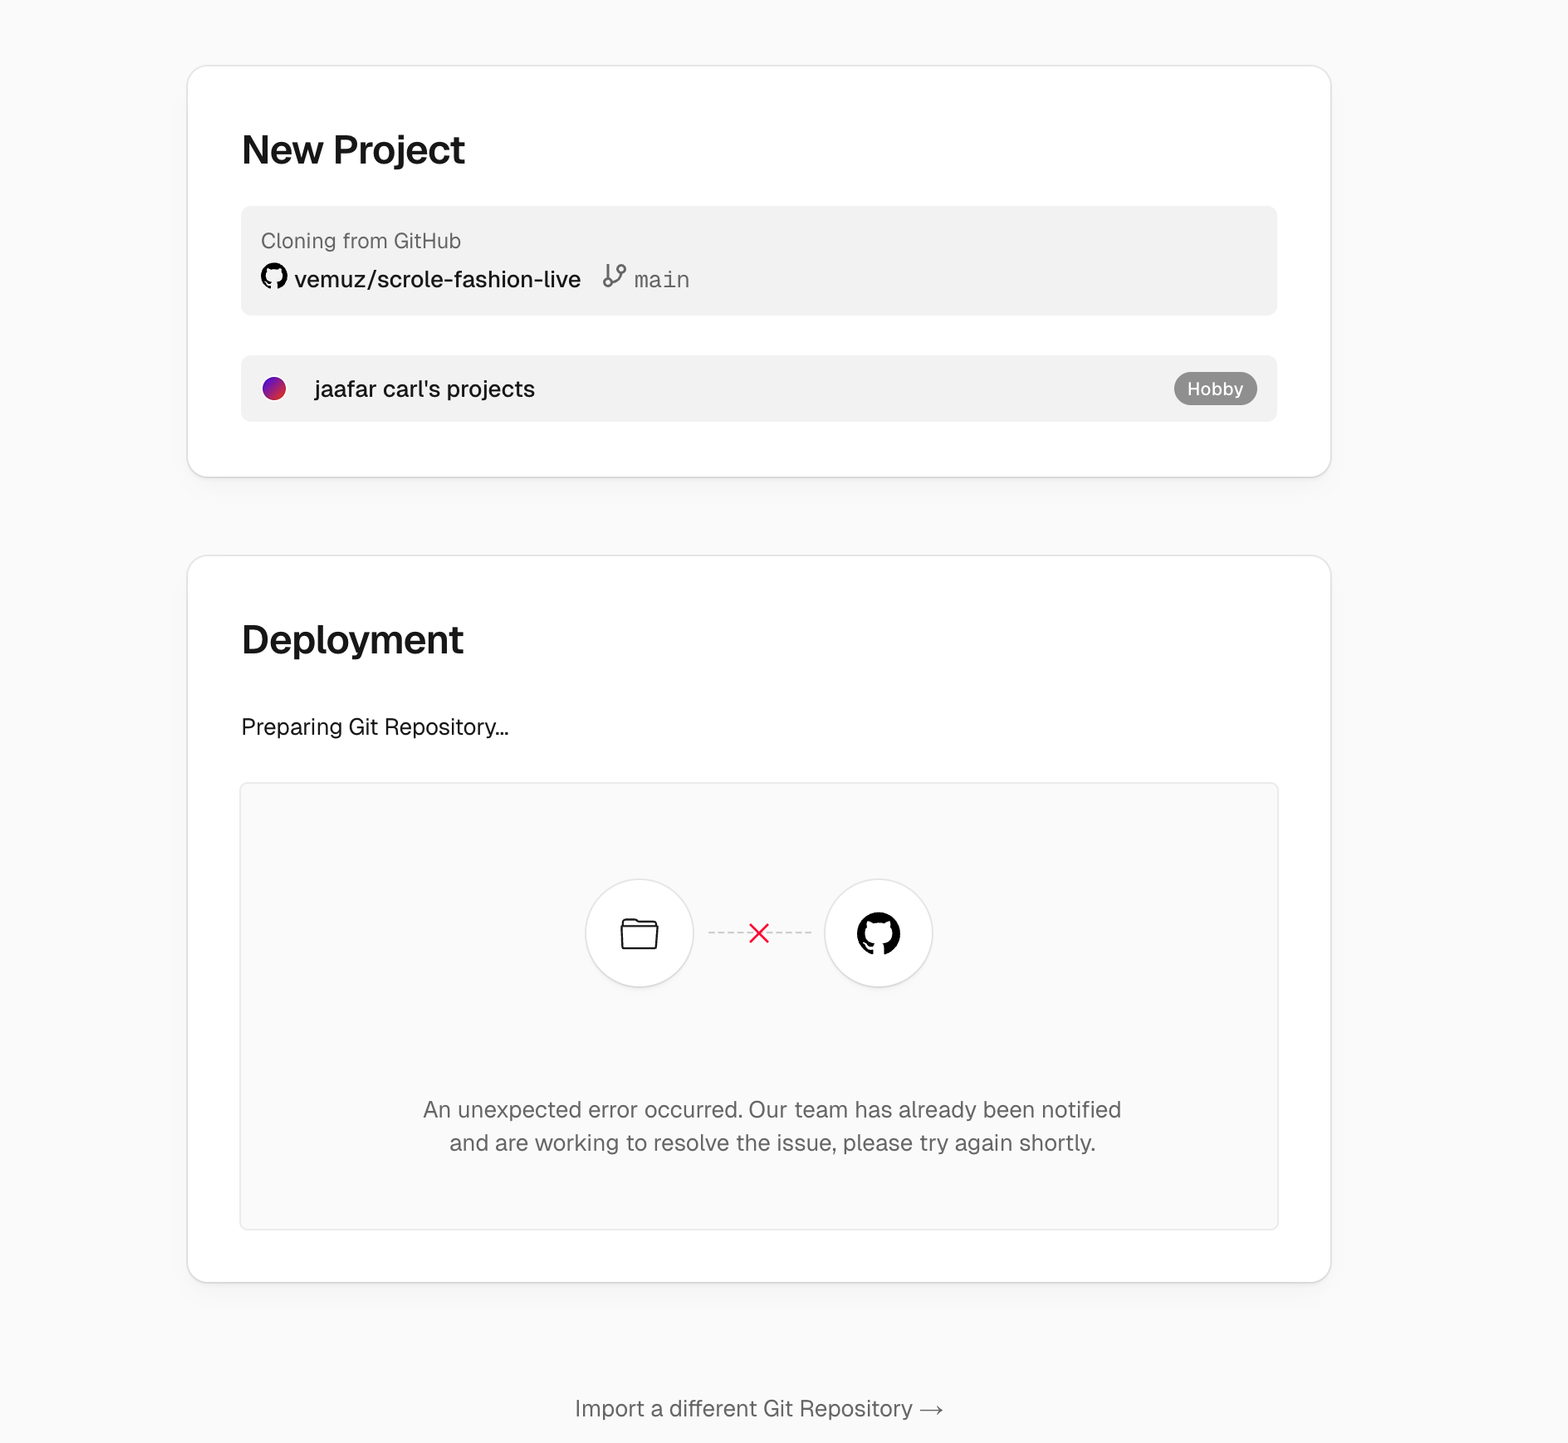 New Project
Cloning from GitHub
vemuz/scrole-fashion-live main
jaafar carl's projects Hobby
Deployment
Preparing Git Repository...
An unexpected error occurred. Our team has already been notified
and are working to resolve the issue, please try again shortly.
Import a different Git Repository →